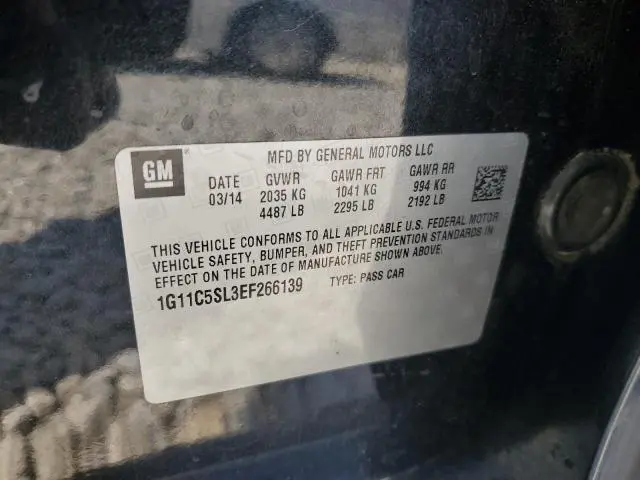 GM
MFD BY GENERAL MOTORS LLC
DATE GVWR GAWR FRT GAWR RR
03/14 2035 KG 1041 KG 994 KG
4487 LB 2295 LB 2192 LB
THIS VEHICLE CONFORMS TO ALL APPLICABLE U.S. FEDERAL MOTOR
VEHICLE SAFETY, BUMPER, AND THEFT PREVENTION STANDARDS IN
EFFECT ON THE DATE OF MANUFACTURE SHOWN ABOVE.
1G11C5SL3EF266139 TYPE: PASS CAR